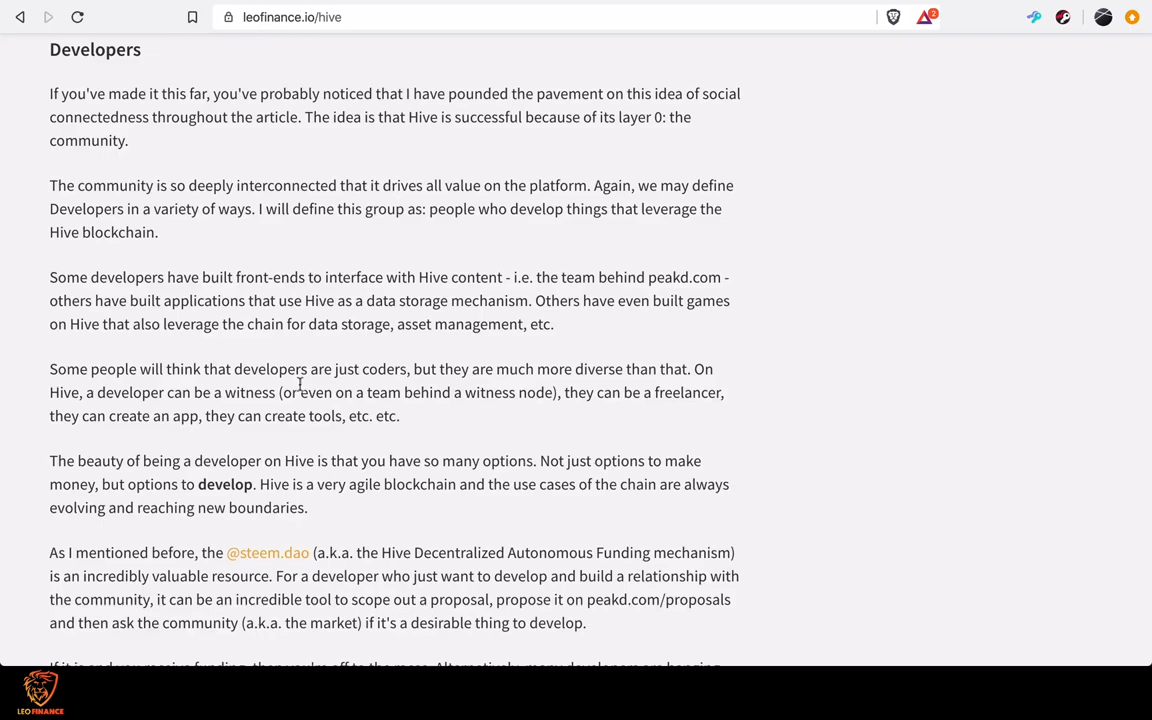 leofinance.io/hive
2
Developers
If you've made it this far, you've probably noticed that I have pounded the pavement on this idea of social
connectedness throughout the article. The idea is that Hive is successful because of its layer 0: the
community.
The community is so deeply interconnected that it drives all value on the platform. Again, we may define
Developers in a variety of ways. I will define this group as: people who develop things that leverage the
Hive blockchain.
Some developers have built front-ends to interface with Hive content - i.e. the team behind peakd.com -
others have built applications that use Hive as a data storage mechanism. Others have even built games
on Hive that also leverage the chain for data storage, asset management, etc.
Some people will think that developers are just coders, but they are much more diverse than that. On
Hive, a developer can be a witness (or even on a team behind a witness node), they can be a freelancer,
they can create an app, they can create tools, etc. etc.
The beauty of being a developer on Hive is that you have so many options. Not just options to make
money, but options to develop. Hive is a very agile blockchain and the use cases of the chain are always
evolving and reaching new boundaries.
As I mentioned before, the @steem.dao (a.k.a. the Hive Decentralized Autonomous Funding mechanism)
is an incredibly valuable resource. For a developer who just want to develop and build a relationship with
the community, it can be an incredible tool to scope out a proposal, propose it on peakd.com/proposals
and then ask the community (a.k.a. the market) if it's a desirable thing to develop.
LEOFINANCE